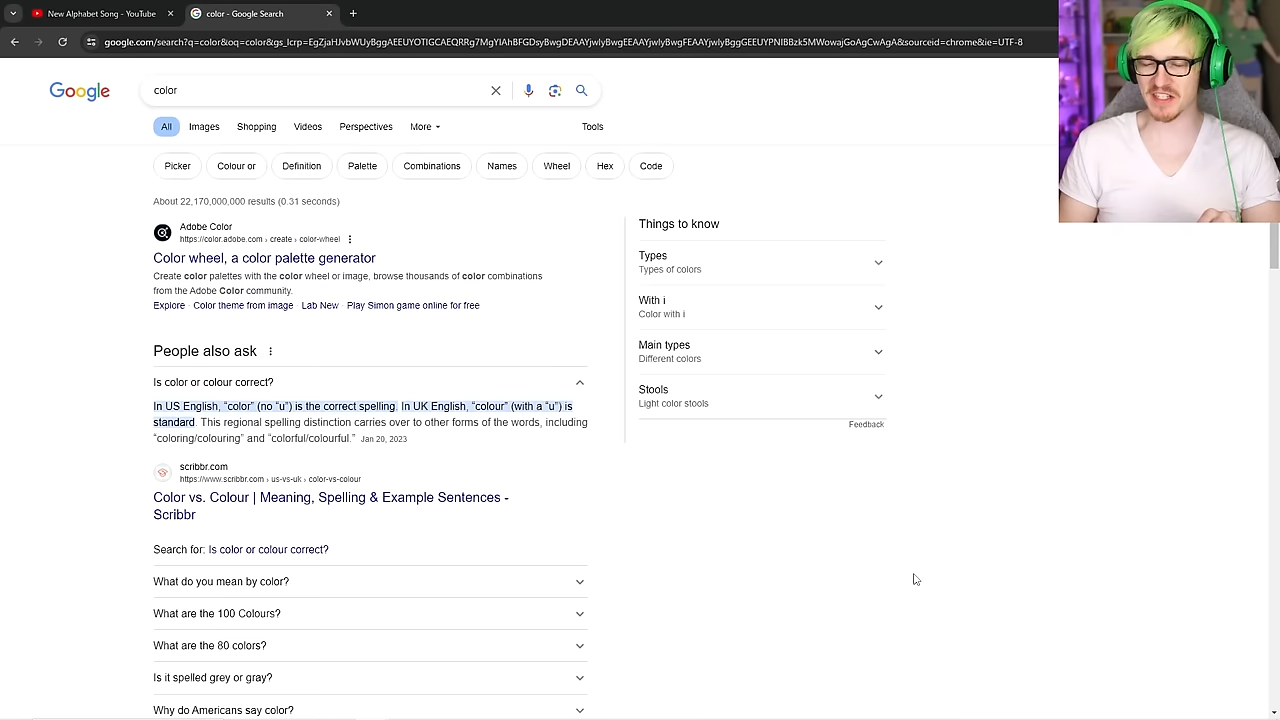 New Alphabet Song - YouTube
color - Google Search
google.com/search?q=color&oq=color&gs_lcrp=EgZjaHJvbWUyBggAEEUYOTIGCAEQRRg7MgYIAhBFGDsyBwgDEAAYjwIyBwgEEAAYjwIyBwgFEAAYjwIyBggGEEUYPNIBBzk5MWowajGoAgCwAgA&sourceid=chrome&ie=UTF-8
Google
color
All Images Shopping Videos Perspectives More Tools
Picker Colour or Definition Palette Combinations Names Wheel Hex Code
About 22,170,000,000 results (0.31 seconds)
Adobe Color
https://color.adobe.com › create › color-wheel
Color wheel, a color palette generator
Create color palettes with the color wheel or image, browse thousands of color combinations
from the Adobe Color community.
Explore · Color theme from image · Lab New · Play Simon game online for free
People also ask
Is color or colour correct?
In US English, “color” (no “u”) is the correct spelling. In UK English, “colour” (with a “u”) is
standard. This regional spelling distinction carries over to other forms of the words, including
“coloring/colouring” and “colorful/colourful.” Jan 20, 2023
scribbr.com
https://www.scribbr.com › us-vs-uk › color-vs-colour
Color vs. Colour | Meaning, Spelling & Example Sentences -
Scribbr
Search for: Is color or colour correct?
What do you mean by color?
What are the 100 Colours?
What are the 80 colors?
Is it spelled grey or gray?
Why do Americans say color?
Things to know
Types
Types of colors
With i
Color with i
Main types
Different colors
Stools
Light color stools
Feedback